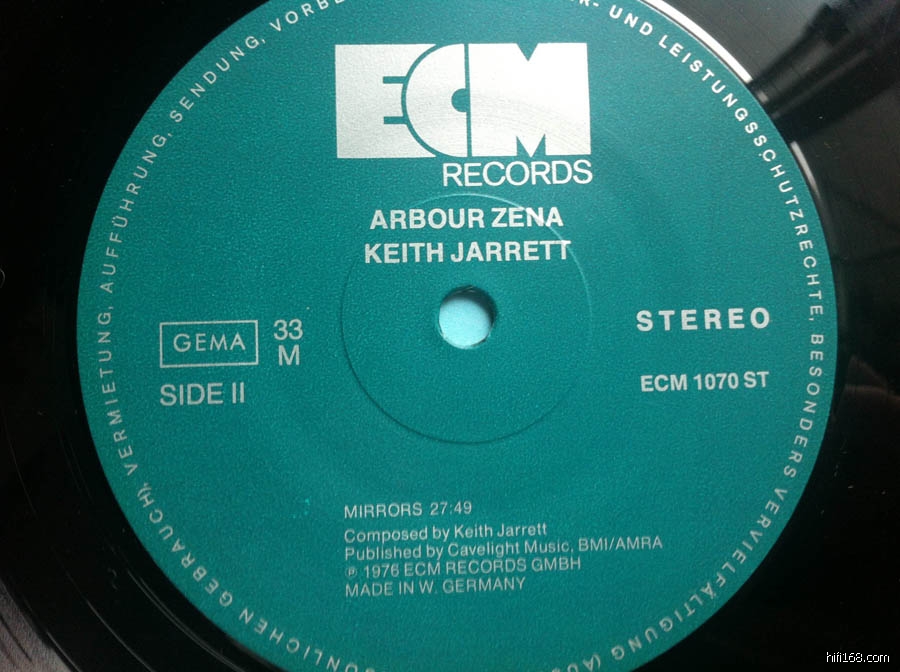 ECM
RECORDS
ARBOUR ZENA
KEITH JARRETT
GEMA
33
M
SIDE II
STEREO
ECM 1070 ST
MIRRORS 27:49
Composed by Keith Jarrett
Published by Cavelight Music, BMI/AMRA
℗ 1976 ECM RECORDS GMBH
MADE IN W. GERMANY
UND LEISTUNGSSCHUTZRECHTE, BESONDERS VERVIELFÄLTIGUNG
GEBRAUCH), VERMIETUNG, AUFFÜHRUNG, SENDUNG,
hifi168.com